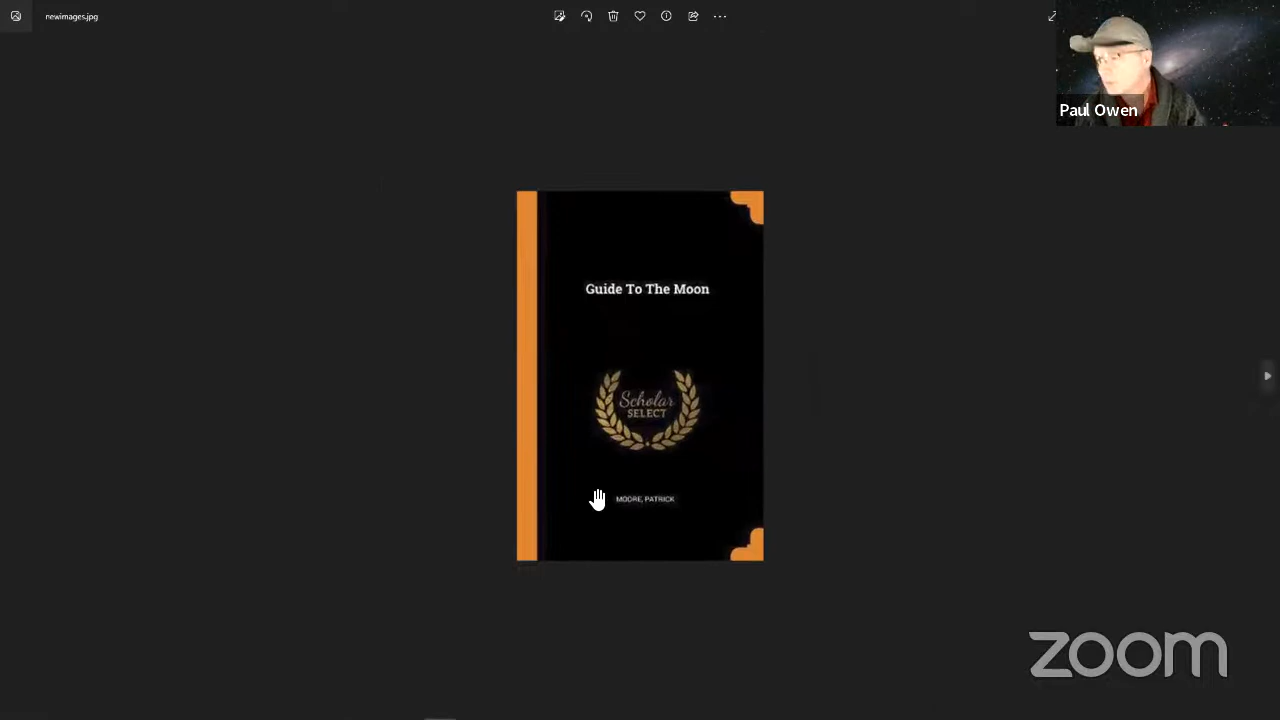 newimages.jpg
Paul Owen
Guide To The Moon
Scholar
SELECT
MOORE, PATRICK
zoom